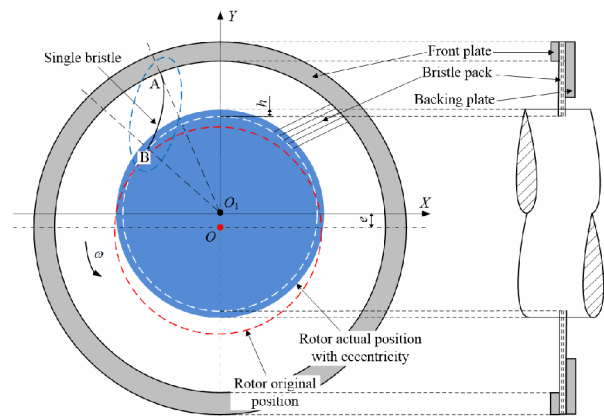 Y
Single bristle
A
h
Front plate
Bristle pack
Backing plate
B
O1
X
O
e
ω
Rotor actual position
with eccentricity
Rotor original
position